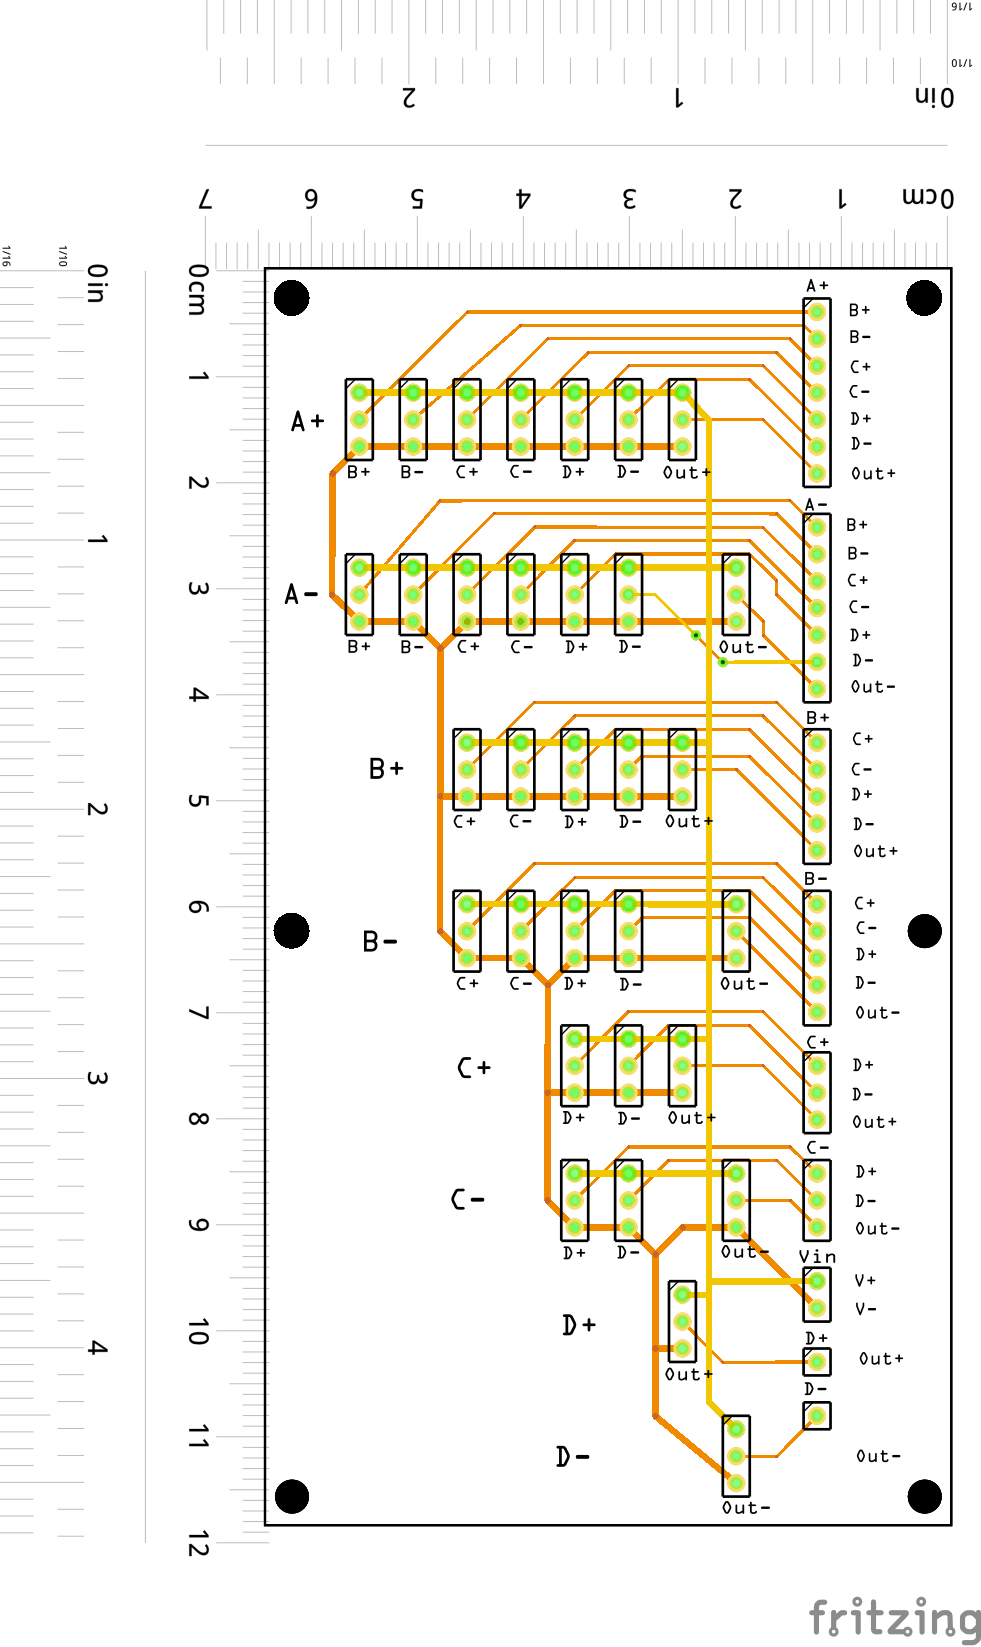 1/16
1/10
2 1 0in
7 6 5 4 3 2 1 0cm
1/16 1/10 0in 0cm
A+
B+
B-
C+
C-
D+
D-
Out+
1
A+
B+ B- C+ C- D+ D- Out+
2
A-
B+
B-
C+
C-
D+
D-
Out-
1
3
A-
B+ B- C+ C- D+ D- Out-
4
B+
C+
C-
D+
D-
Out+
B+
2
5
C+ C- D+ D- Out+
B-
C+
C-
D+
D-
Out-
6
B-
C+ C- D+ D- Out-
7
C+
D+
D-
Out+
3
C+
8
D+ D- Out+
C-
D+
D-
Out-
C-
9
D+ D- Out-
Vin
V+
V-
10
D+
Out+
4
D+
Out+
D-
11
Out-
D-
Out-
12
fritzing